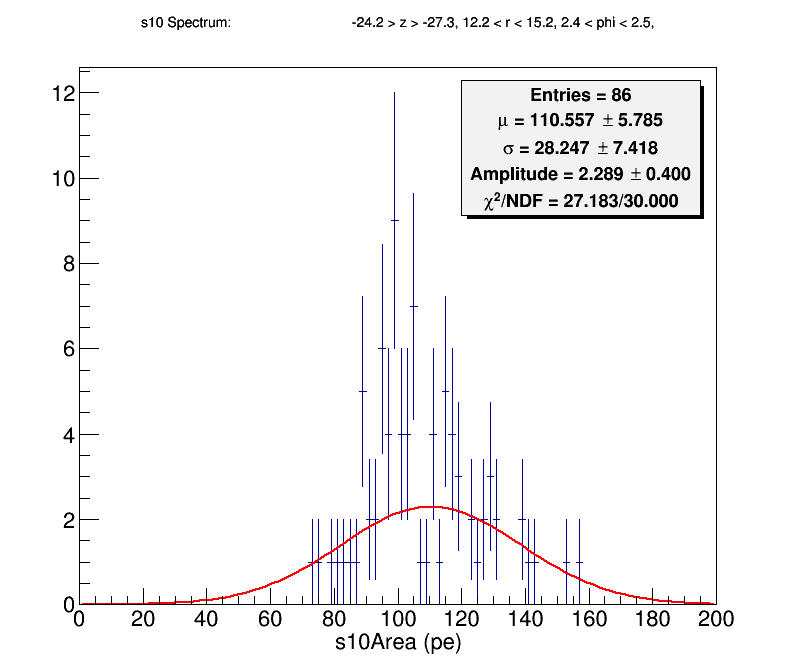 s10 Spectrum: -24.2 > z > -27.3, 12.2 < r < 15.2, 2.4 < phi < 2.5,
Entries = 86
μ = 110.557 ± 5.785
σ = 28.247 ± 7.418
Amplitude = 2.289 ± 0.400
χ²/NDF = 27.183/30.000
12
10
8
6
4
2
0
0 20 40 60 80 100 120 140 160 180 200
s10Area (pe)